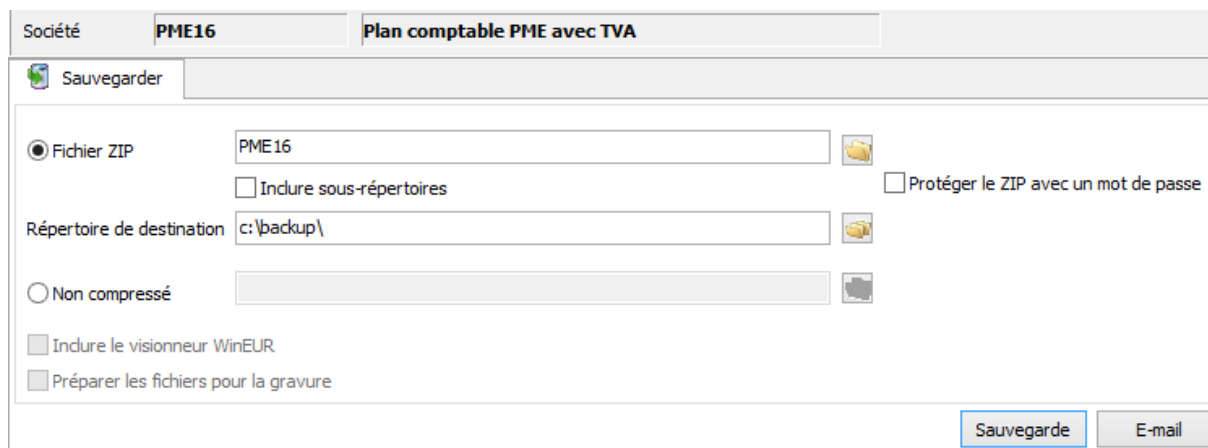 Société PME16 Plan comptable PME avec TVA
Sauvegarder
Fichier ZIP PME16
Inclure sous-répertoires Protéger le ZIP avec un mot de passe
Répertoire de destination c:\backup\
Non compressé
Inclure le visionneur WinEUR
Préparer les fichiers pour la gravure
Sauvegarde E-mail